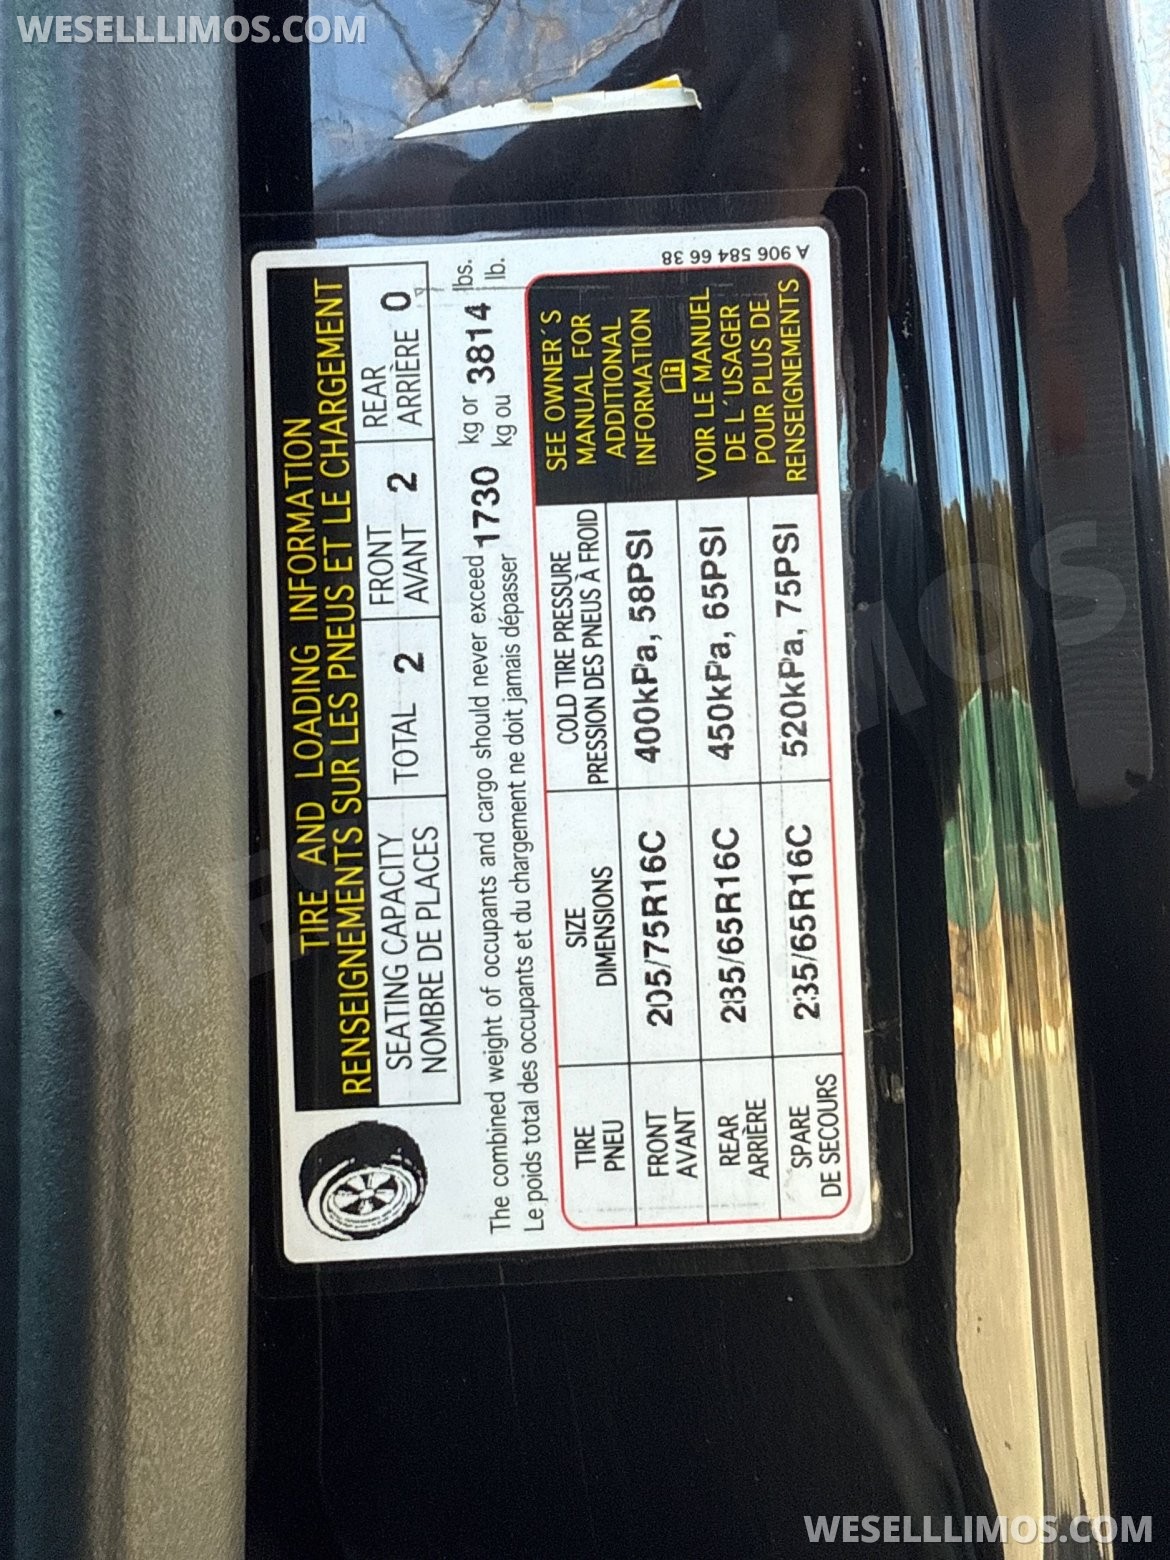 WESELLLIMOS.COM
TIRE AND LOADING INFORMATION
RENSEIGNEMENTS SUR LES PNEUS ET LE CHARGEMENT
SEATING CAPACITY
NOMBRE DE PLACES
TOTAL 2
FRONT
AVANT 2
REAR
ARRIÈRE 0
The combined weight of occupants and cargo should never exceed 1730 kg or 3814 lbs.
Le poids total des occupants et du chargement ne doit jamais dépasser kg ou lb.
TIRE
PNEU
SIZE
DIMENSIONS
COLD TIRE PRESSURE
PRESSION DES PNEUS À FROID
FRONT
AVANT
205/75R16C
400kPa, 58PSI
REAR
ARRIÈRE
235/65R16C
450kPa, 65PSI
SPARE
DE SECOURS
235/65R16C
520kPa, 75PSI
SEE OWNER´S
MANUAL FOR
ADDITIONAL
INFORMATION
VOIR LE MANUEL
DE L´USAGER
POUR PLUS DE
RENSEIGNEMENTS
A 906 584 66 38
WESELLLIMOS.COM